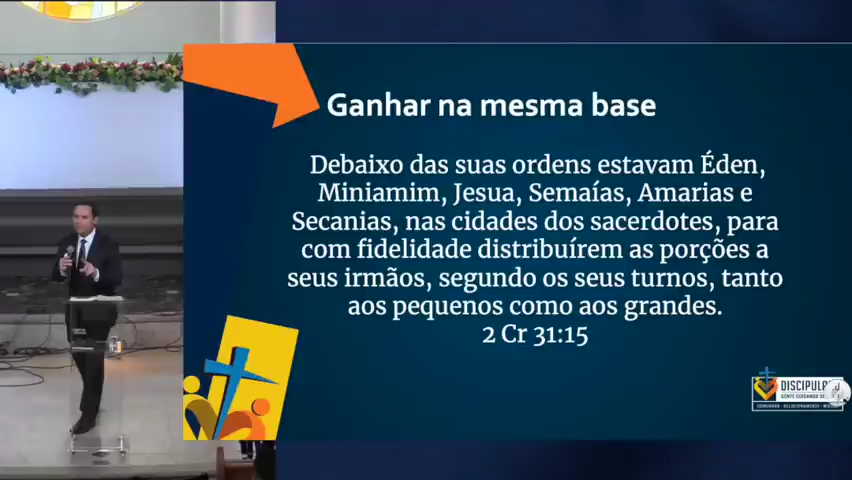 Ganhar na mesma base
Debaixo das suas ordens estavam Éden,
Miniamim, Jesua, Semaías, Amarias e
Secanias, nas cidades dos sacerdotes, para
com fidelidade distribuírem as porções a
seus irmãos, segundo os seus turnos, tanto
aos pequenos como aos grandes.
2 Cr 31:15